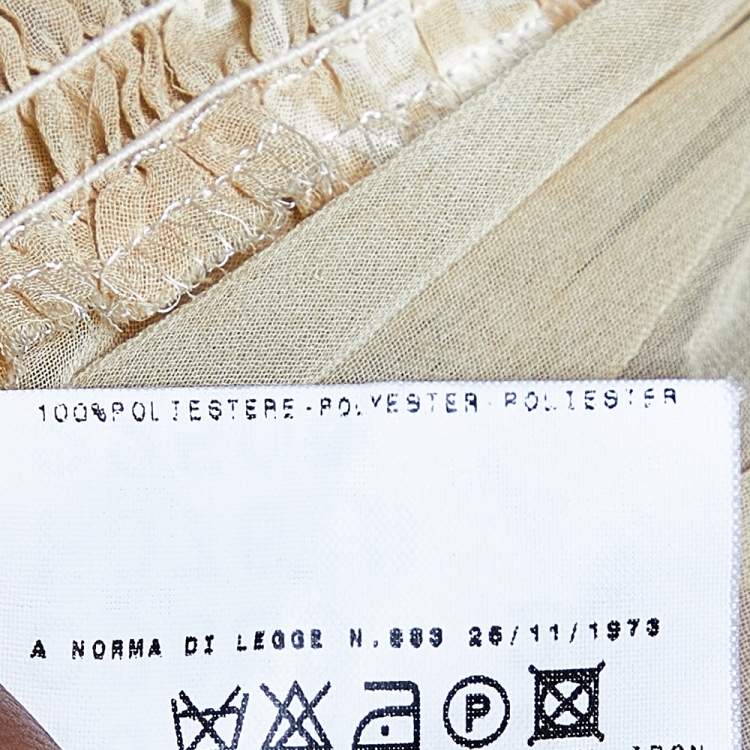 100%POLIESTERE-POLYESTER-POLIESTER
A NORMA DI LEGGE N.883 26/11/1973
P
IRON